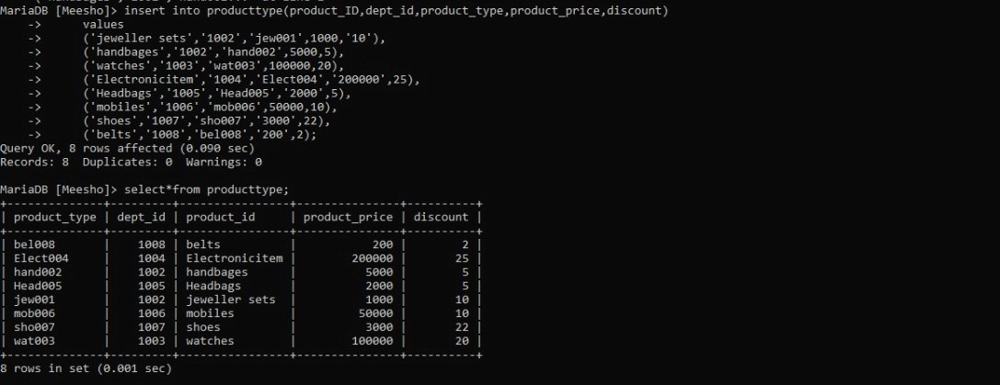 MariaDB [Meesho]> insert into producttype(product_ID,dept_id,product_type,product_price,discount)
    ->      values
    ->      ('jeweller sets','1002','jew001',1000,'10'),
    ->      ('handbages','1002','hand002',5000,5),
    ->      ('watches','1003','wat003',100000,20),
    ->      ('Electronicitem','1004','Elect004','200000',25),
    ->      ('Headbags','1005','Head005','2000',5),
    ->      ('mobiles','1006','mob006',50000,10),
    ->      ('shoes','1007','sho007','3000',22),
    ->      ('belts','1008','bel008','200',2);
Query OK, 8 rows affected (0.090 sec)
Records: 8  Duplicates: 0  Warnings: 0

MariaDB [Meesho]> select*from producttype;
+--------------+---------+----------------+---------------+----------+
| product_type | dept_id | product_id     | product_price | discount |
+--------------+---------+----------------+---------------+----------+
| bel008       |    1008 | belts          |           200 |        2 |
| Elect004     |    1004 | Electronicitem |        200000 |       25 |
| hand002      |    1002 | handbages      |          5000 |        5 |
| Head005      |    1005 | Headbags       |          2000 |        5 |
| jew001       |    1002 | jeweller sets  |          1000 |       10 |
| mob006       |    1006 | mobiles        |         50000 |       10 |
| sho007       |    1007 | shoes          |          3000 |       22 |
| wat003       |    1003 | watches        |        100000 |       20 |
+--------------+---------+----------------+---------------+----------+
8 rows in set (0.001 sec)